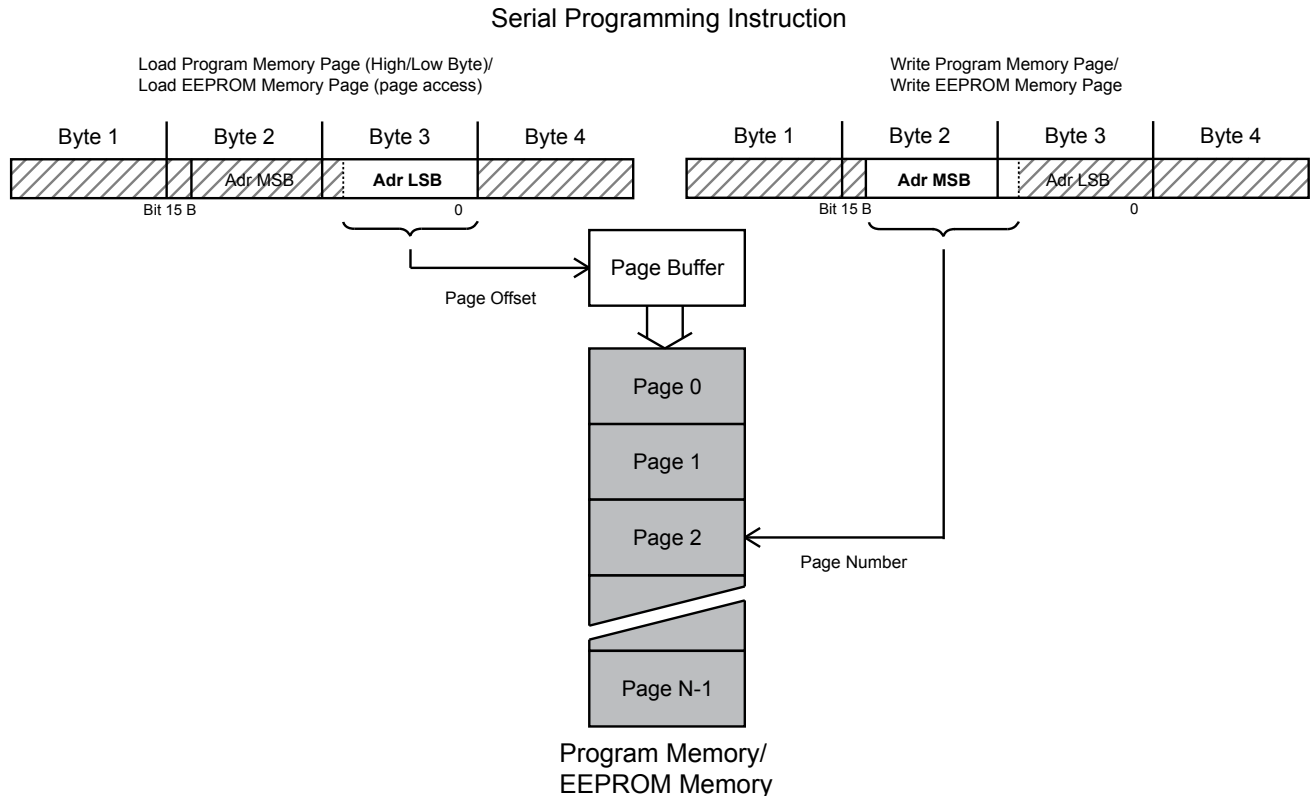 Serial Programming Instruction
Load Program Memory Page (High/Low Byte)/
Load EEPROM Memory Page (page access)
Write Program Memory Page/
Write EEPROM Memory Page
Byte 1
Byte 2
Byte 3
Byte 4
Byte 1
Byte 2
Byte 3
Byte 4
Adr MSB
Adr LSB
Adr MSB
Adr LSB
Bit 15 B
0
Bit 15 B
0
Page Buffer
Page Offset
Page 0
Page 1
Page 2
Page Number
Page N-1
Program Memory/
EEPROM Memory